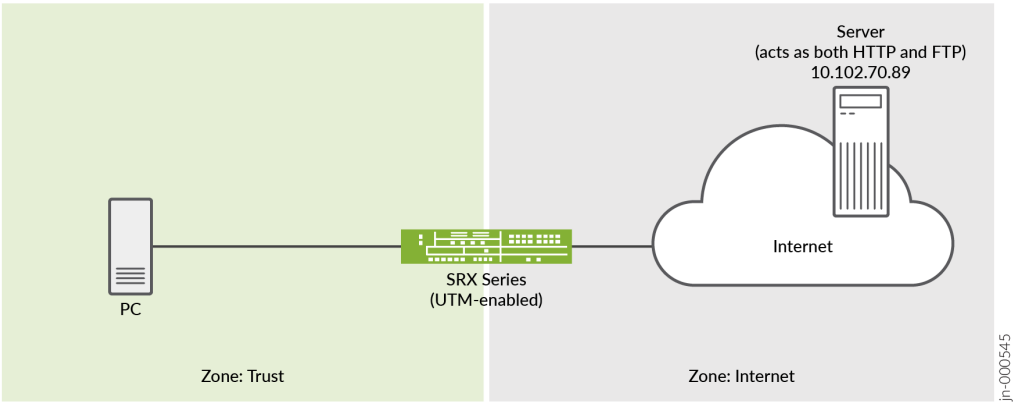 Server
(acts as both HTTP and FTP)
10.102.70.89
Internet
SRX Series
(UTM-enabled)
PC
Zone: Trust
Zone: Internet
jn-000545